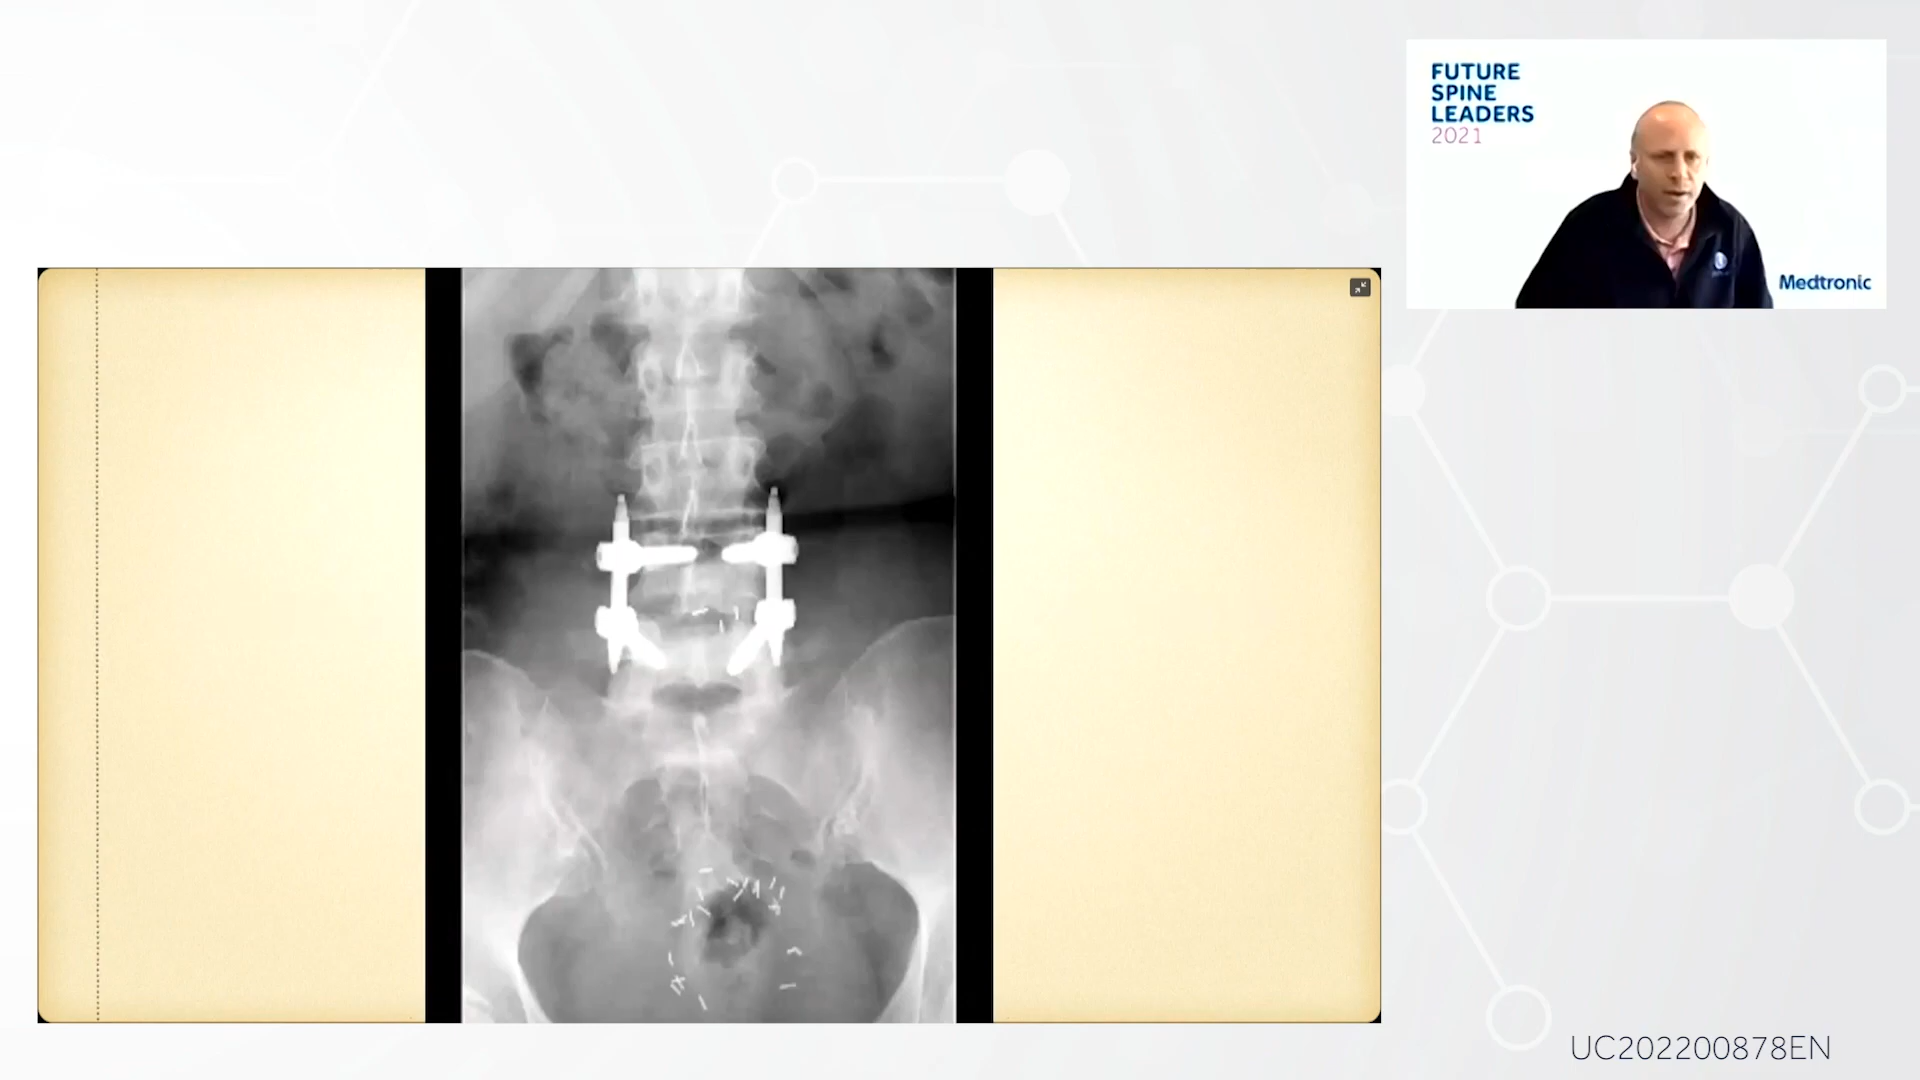 FUTURE
SPINE
LEADERS
2021
Medtronic
UC202200878EN